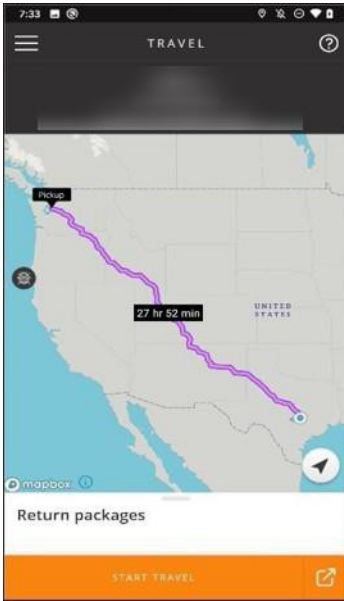 7:33
TRAVEL
Pickup
27 hr 52 min
UNITED
STATES
mapbox
Return packages
START TRAVEL